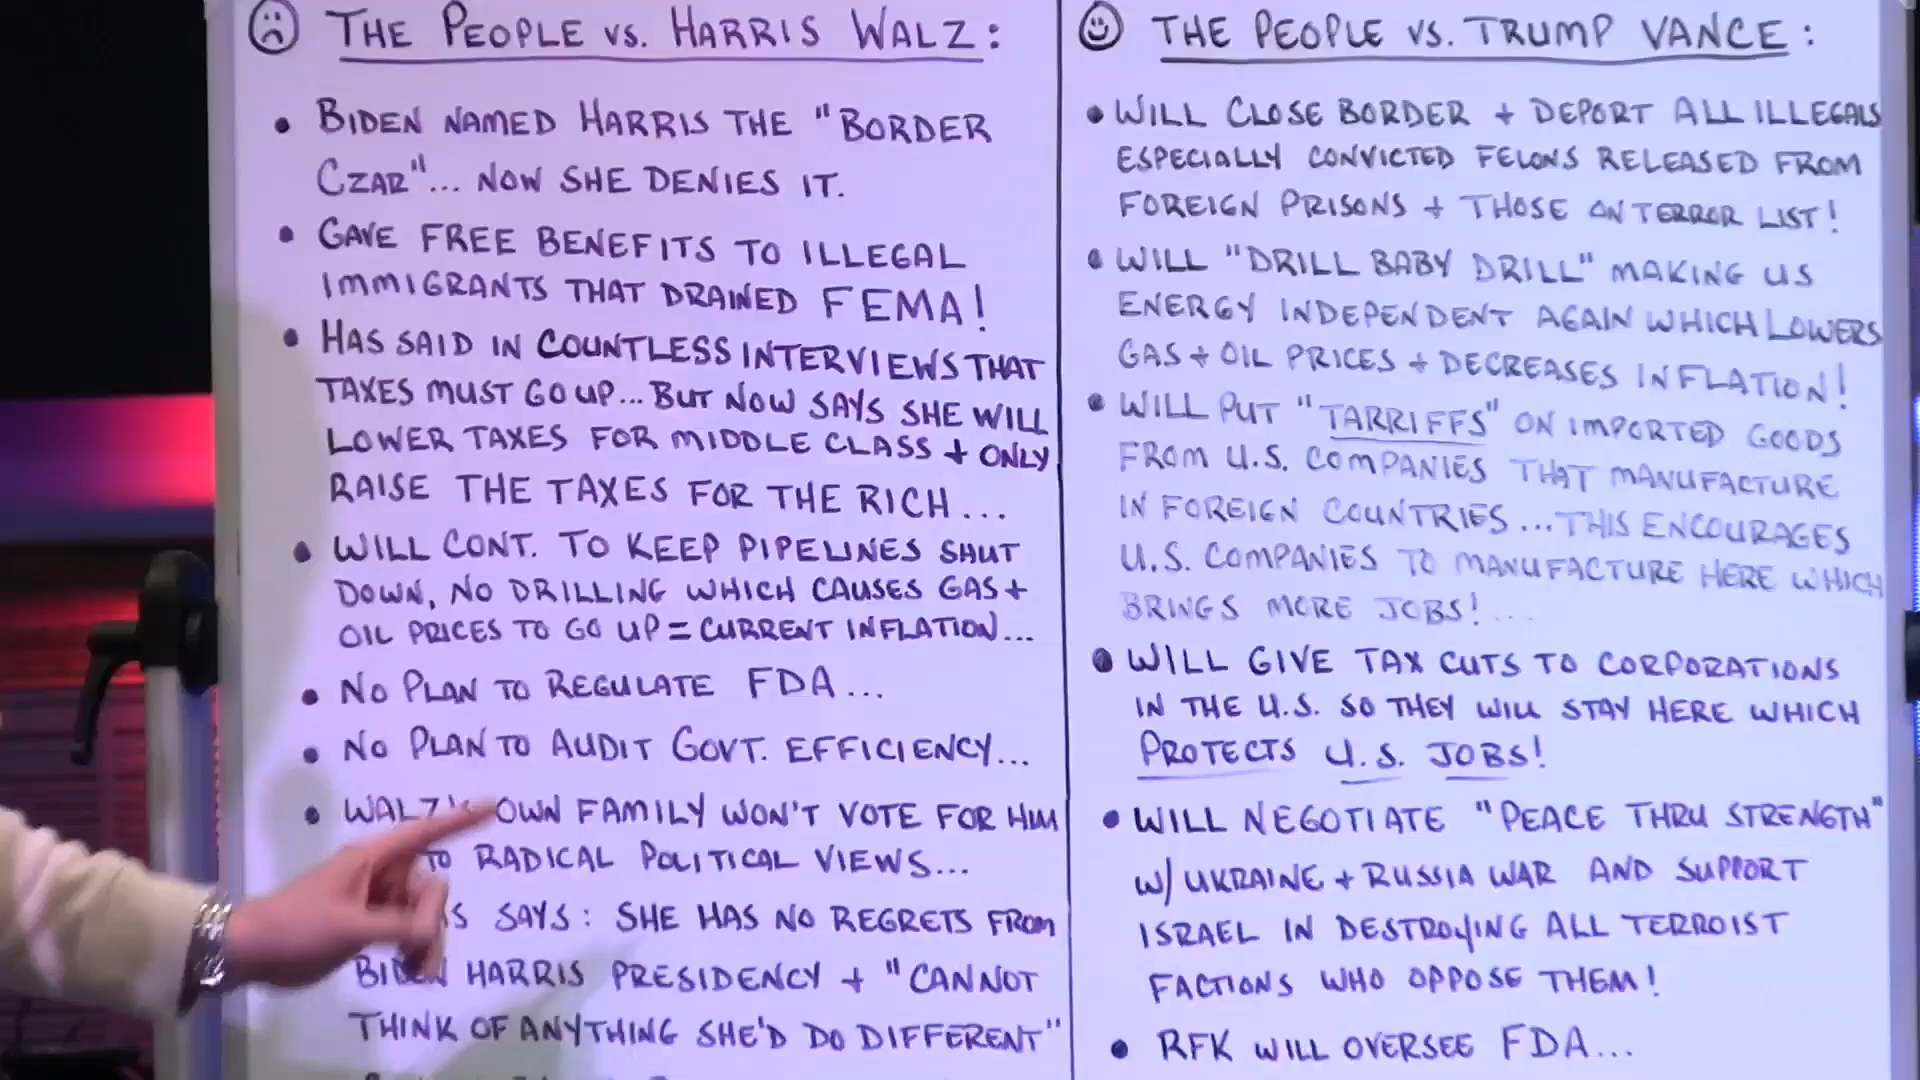 THE PEOPLE VS. HARRIS WALZ:
• BIDEN NAMED HARRIS THE "BORDER
CZAR"... NOW SHE DENIES IT.
• GAVE FREE BENEFITS TO ILLEGAL
IMMIGRANTS THAT DRAINED FEMA!
• HAS SAID IN COUNTLESS INTERVIEWS THAT
TAXES MUST GO UP... BUT NOW SAYS SHE WILL
LOWER TAXES FOR MIDDLE CLASS + ONLY
RAISE THE TAXES FOR THE RICH...
• WILL CONT. TO KEEP PIPELINES SHUT
DOWN, NO DRILLING WHICH CAUSES GAS +
OIL PRICES TO GO UP = CURRENT INFLATION...
• NO PLAN TO REGULATE FDA...
• NO PLAN TO AUDIT GOVT. EFFICIENCY...
• WALZ'S OWN FAMILY WON'T VOTE FOR HIM
TO RADICAL POLITICAL VIEWS...
SAYS: SHE HAS NO REGRETS FROM
BIDEN HARRIS PRESIDENCY + "CANNOT
THINK OF ANYTHING SHE'D DO DIFFERENT"
THE PEOPLE VS. TRUMP VANCE:
• WILL CLOSE BORDER + DEPORT ALL ILLEGALS
ESPECIALLY CONVICTED FELONS RELEASED FROM
FOREIGN PRISONS + THOSE ON TERROR LIST!
• WILL "DRILL BABY DRILL" MAKING US
ENERGY INDEPENDENT AGAIN WHICH LOWERS
GAS + OIL PRICES + DECREASES INFLATION!
• WILL PUT "TARRIFFS" ON IMPORTED GOODS
FROM U.S. COMPANIES THAT MANUFACTURE
IN FOREIGN COUNTRIES... THIS ENCOURAGES
U.S. COMPANIES TO MANUFACTURE HERE WHICH
BRINGS MORE JOBS!...
• WILL GIVE TAX CUTS TO CORPORATIONS
IN THE U.S. SO THEY WILL STAY HERE WHICH
PROTECTS U.S. JOBS!
• WILL NEGOTIATE "PEACE THRU STRENGTH"
W/ UKRAINE + RUSSIA WAR AND SUPPORT
ISRAEL IN DESTROYING ALL TERROIST
FACTIONS WHO OPPOSE THEM!
• RFK WILL OVERSEE FDA...